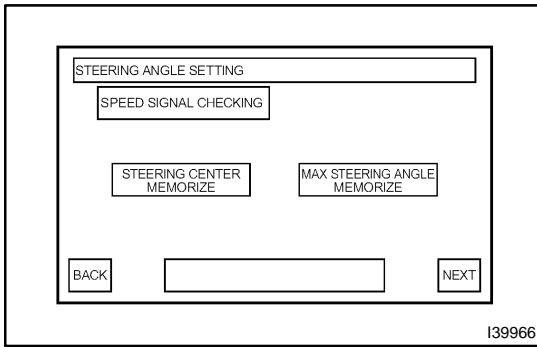 STEERING ANGLE SETTING
SPEED SIGNAL CHECKING
STEERING CENTER
MEMORIZE
MAX STEERING ANGLE
MEMORIZE
BACK
NEXT
I39966